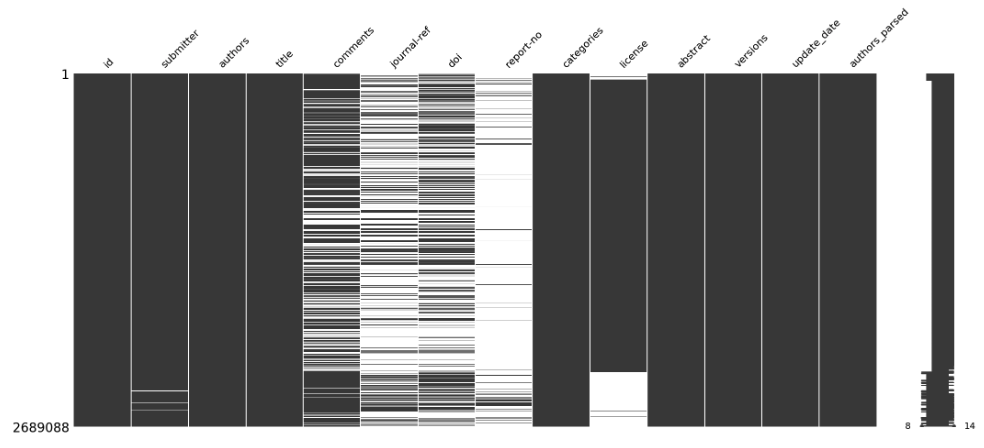 id submitter authors title comments journal-ref doi report-no categories license abstract versions update_date authors_parsed
1
2689088
8 14